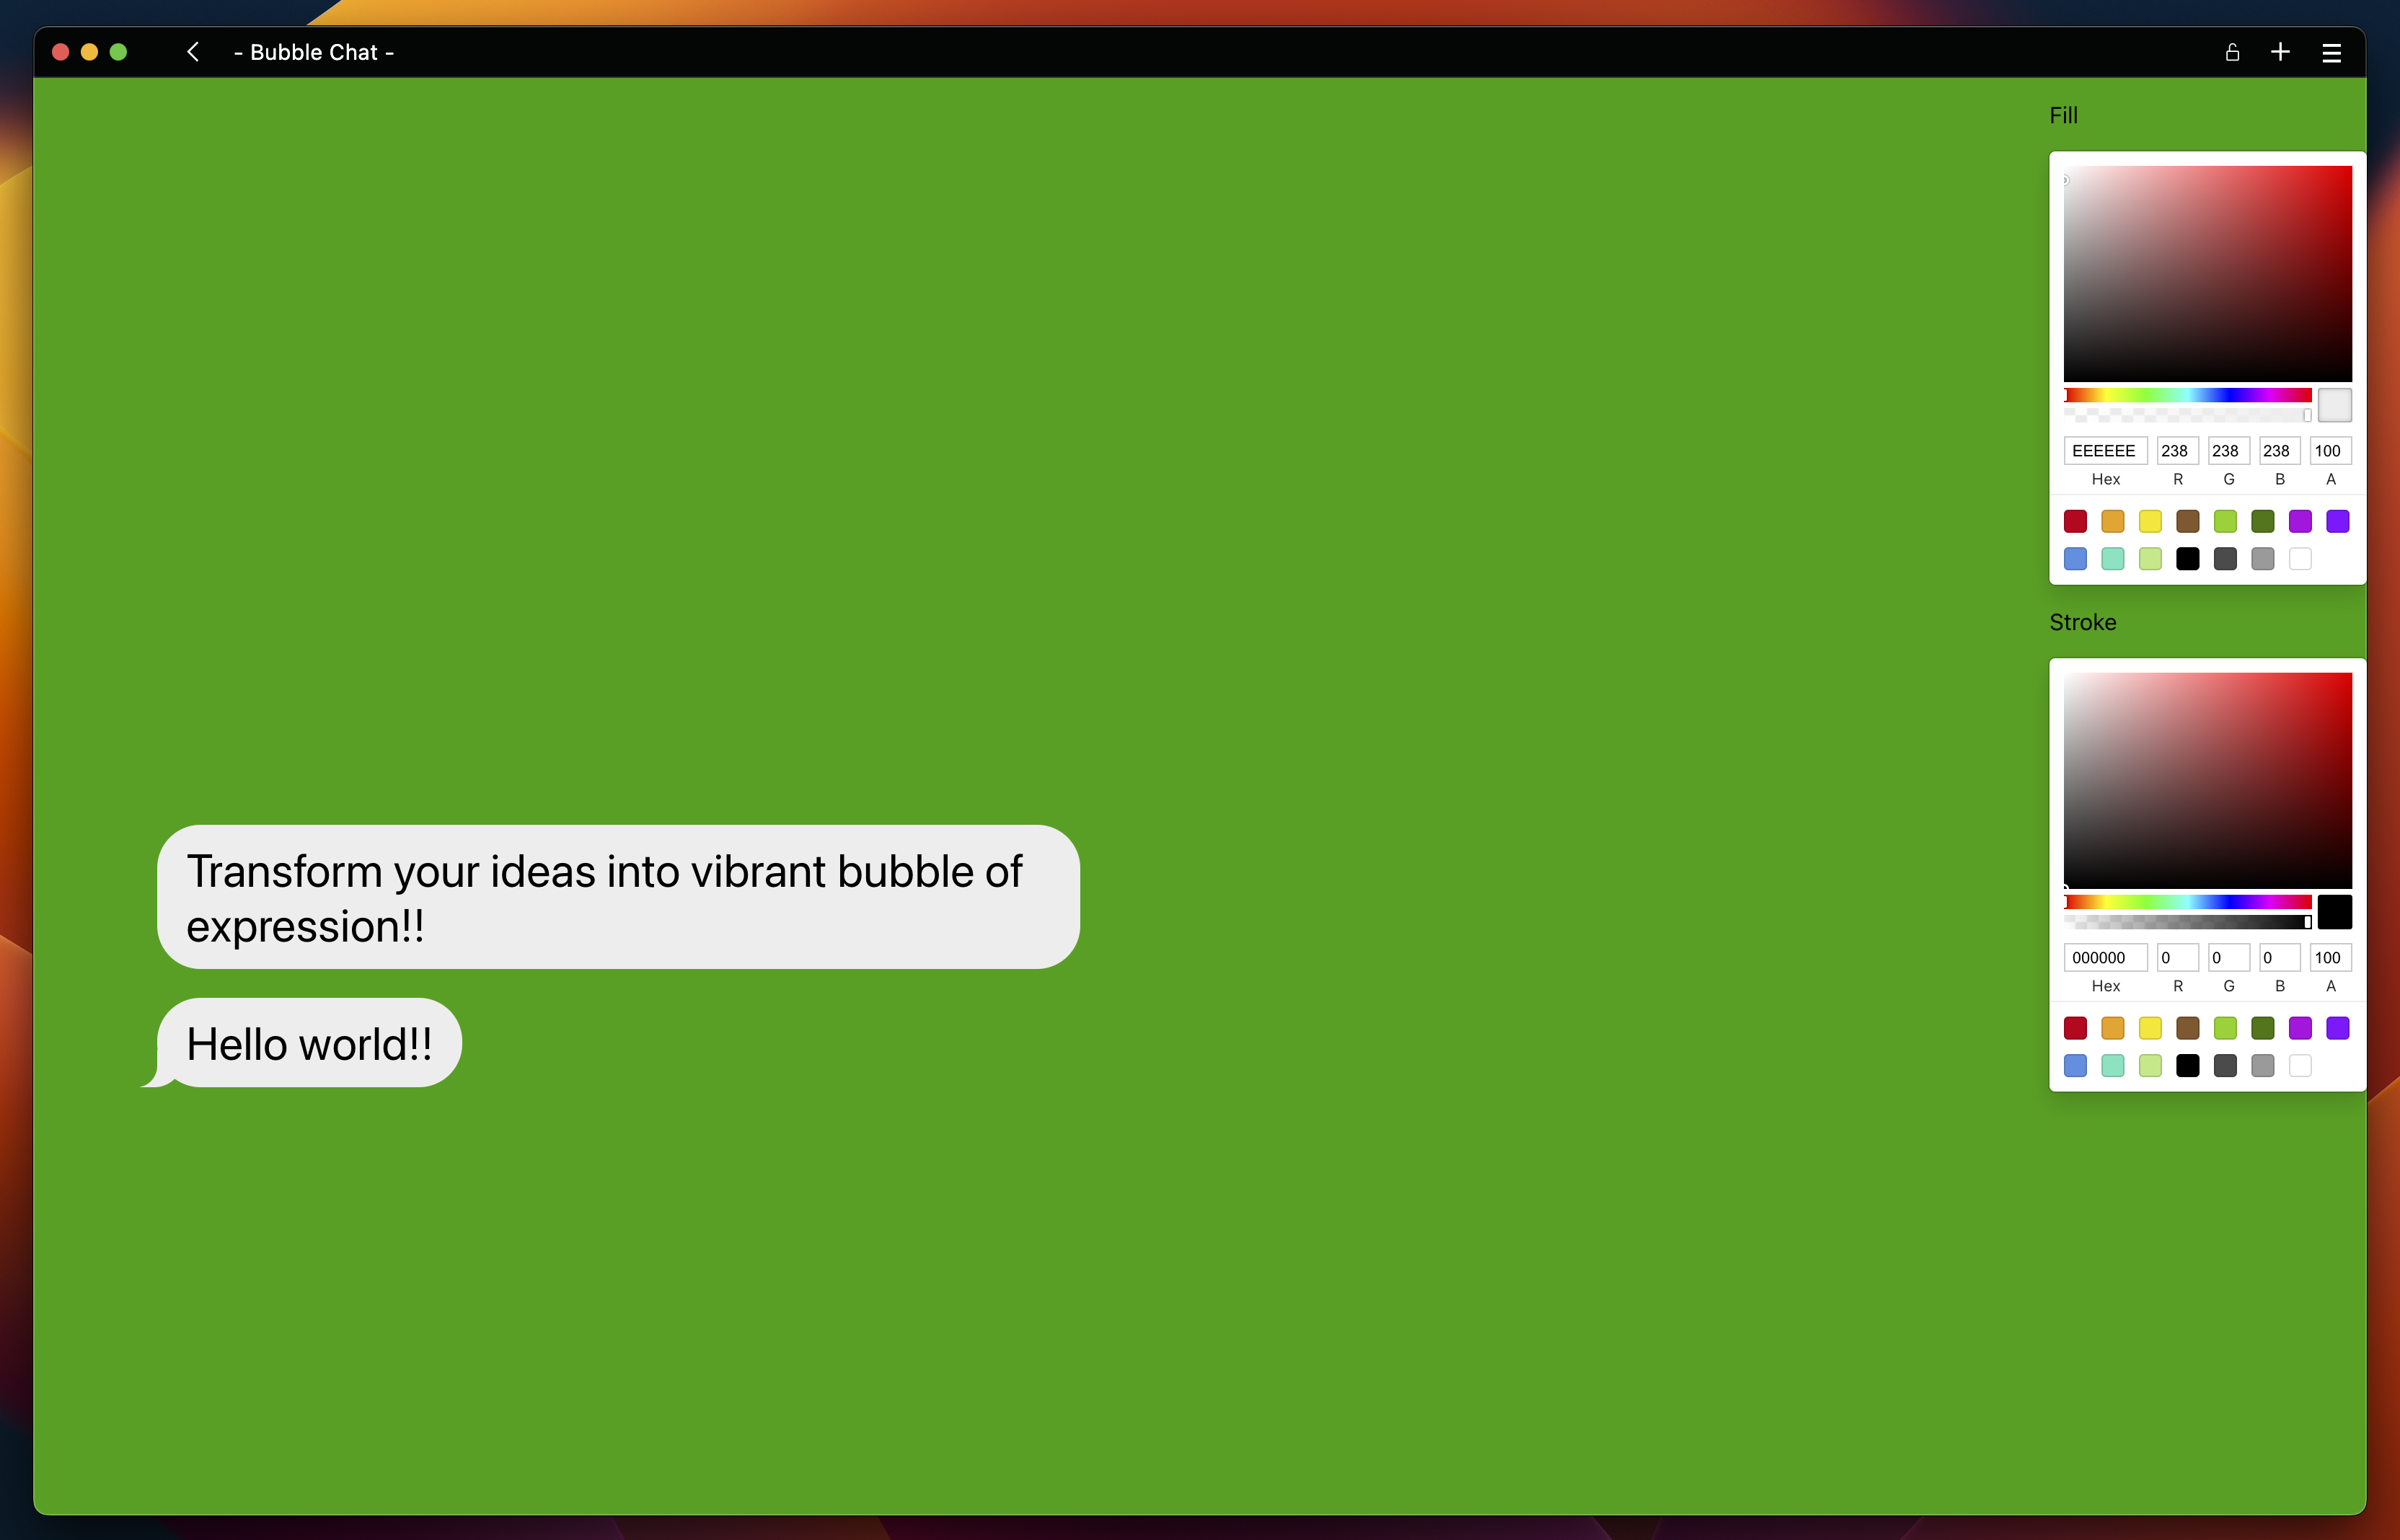 - Bubble Chat -
Fill
EEEEEE 238 238 238 100
Hex R G B A
Stroke
000000 0 0 0 100
Hex R G B A
Transform your ideas into vibrant bubble of
expression!!
Hello world!!